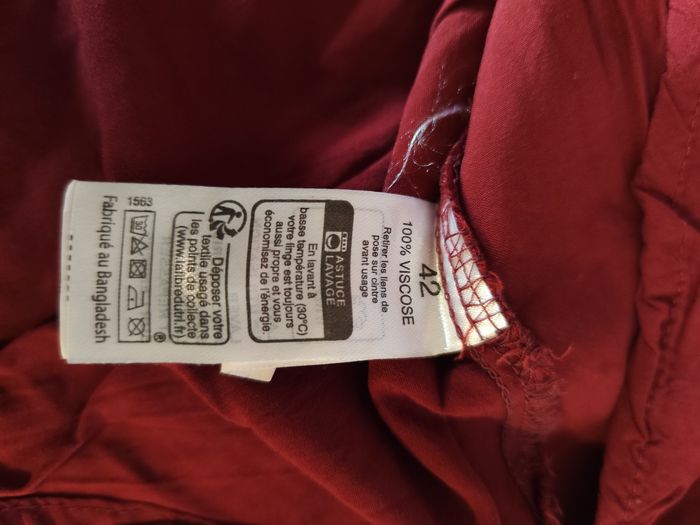 42
100% VISCOSE
Retirer les liens de
pose sur cintre
avant usage
ASTUCE
LAVAGE
En lavant à
basse température (30°C)
votre linge est toujours
aussi propre et vous
économisez de l'énergie.
Déposer votre
textile usagé dans
les points de collecte
(www.lafibredutri.fr)
30
®
1563
Fabriqué au Bangladesh